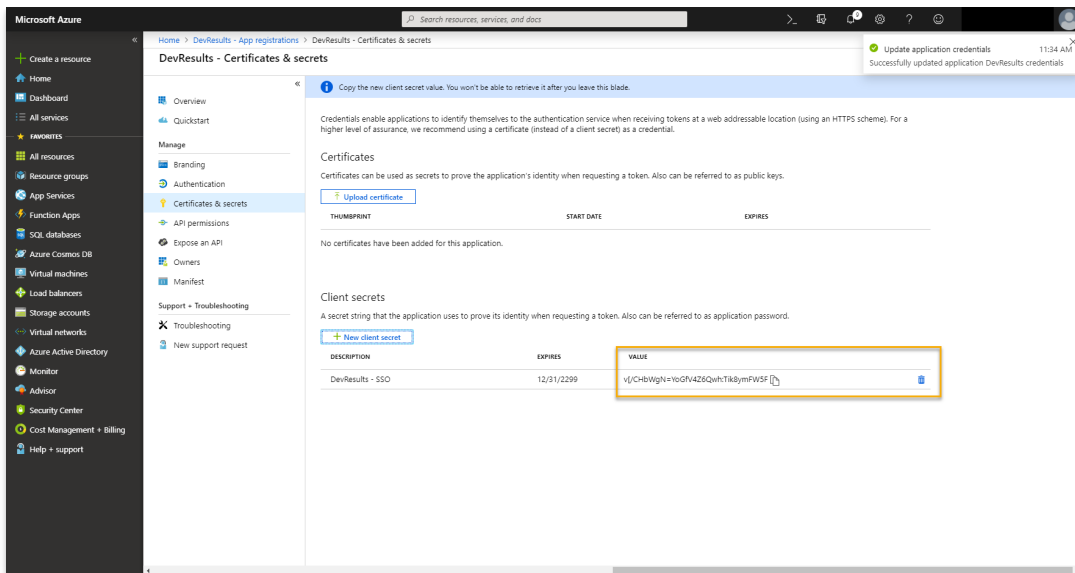 Microsoft Azure
Search resources, services, and docs
9
Home > DevResults - App registrations > DevResults - Certificates & secrets
DevResults - Certificates & secrets
Update application credentials 11:34 AM
Successfully updated application DevResults credentials
Create a resource
Home
Dashboard
All services
FAVORITES
All resources
Resource groups
App Services
Function Apps
SQL databases
Azure Cosmos DB
Virtual machines
Load balancers
Storage accounts
Virtual networks
Azure Active Directory
Monitor
Advisor
Security Center
Cost Management + Billing
Help + support
Overview
Quickstart
Manage
Branding
Authentication
Certificates & secrets
API permissions
Expose an API
Owners
Manifest
Support + Troubleshooting
Troubleshooting
New support request
Copy the new client secret value. You won't be able to retrieve it after you leave this blade.
Credentials enable applications to identify themselves to the authentication service when receiving tokens at a web addressable location (using an HTTPS scheme). For a
higher level of assurance, we recommend using a certificate (instead of a client secret) as a credential.
Certificates
Certificates can be used as secrets to prove the application's identity when requesting a token. Also can be referred to as public keys.
Upload certificate
THUMBPRINT START DATE EXPIRES
No certificates have been added for this application.
Client secrets
A secret string that the application uses to prove its identity when requesting a token. Also can be referred to as application password.
New client secret
DESCRIPTION EXPIRES VALUE
DevResults - SSO 12/31/2299 v[/CHbWgN=YoGfV4Z6Qwh:Tik8ymFW5F